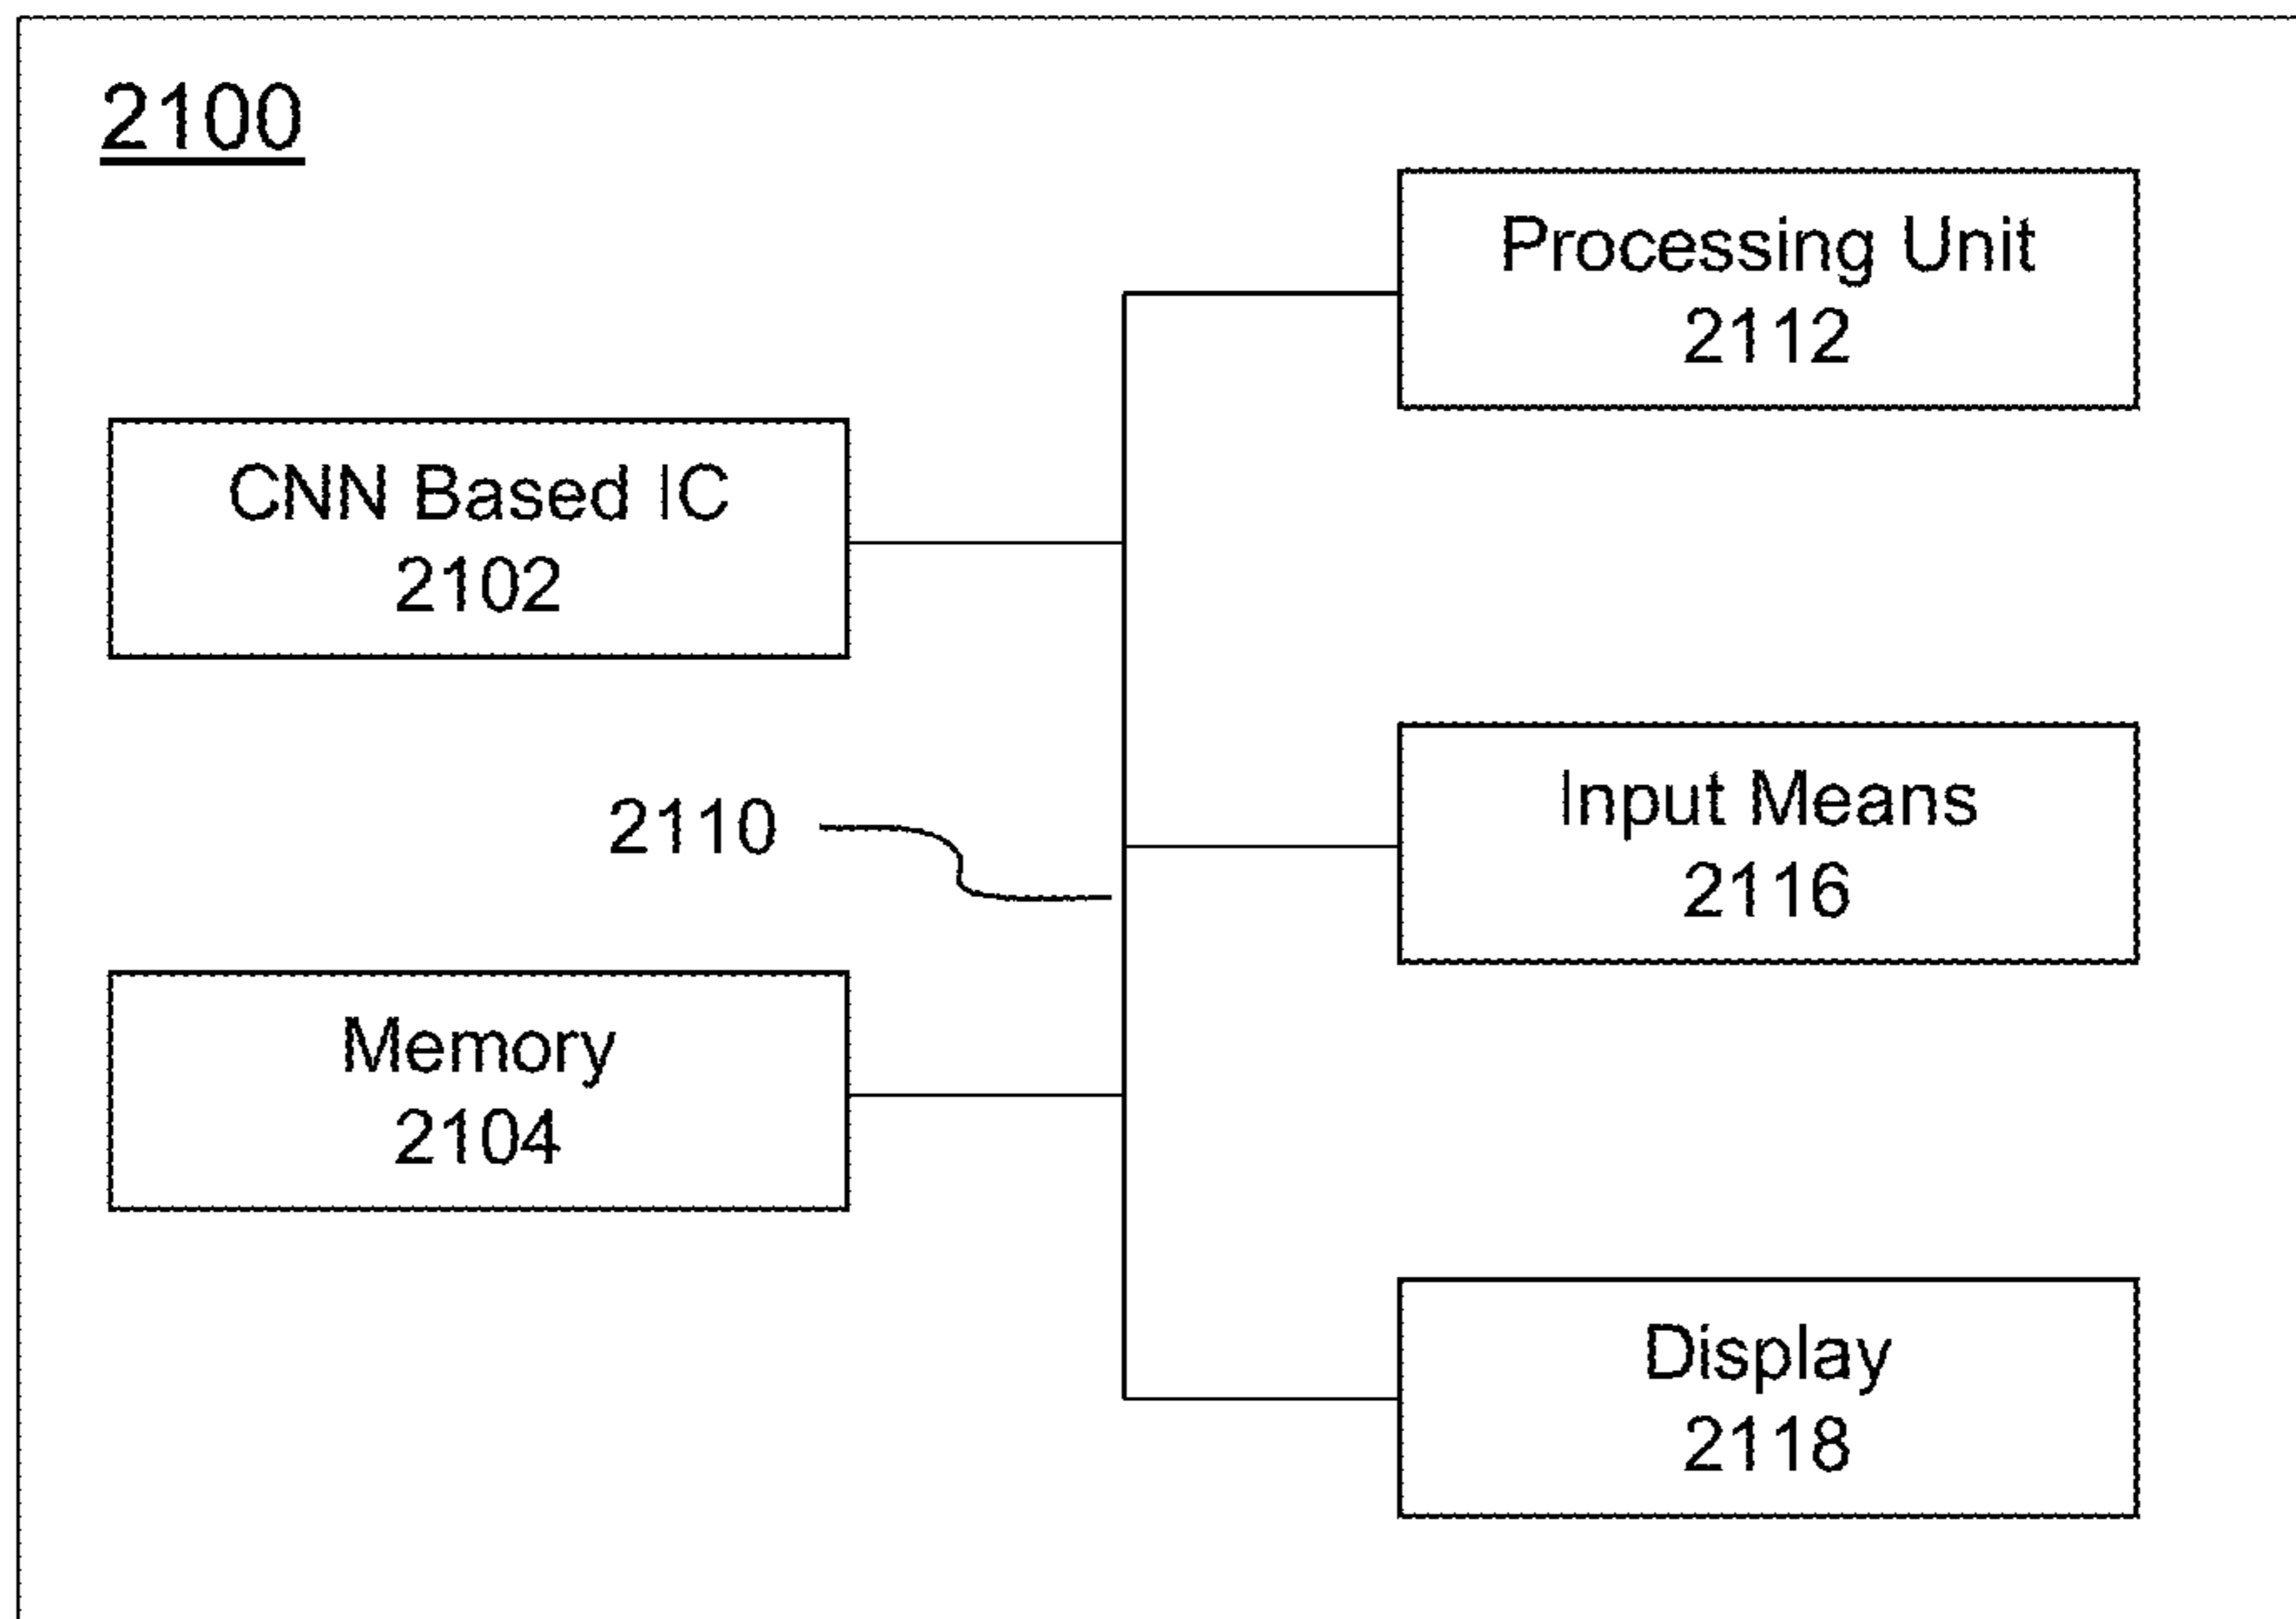 2100
Processing Unit
2112
CNN Based IC
2102
Input Means
2116
2110
Memory
2104
Display
2118